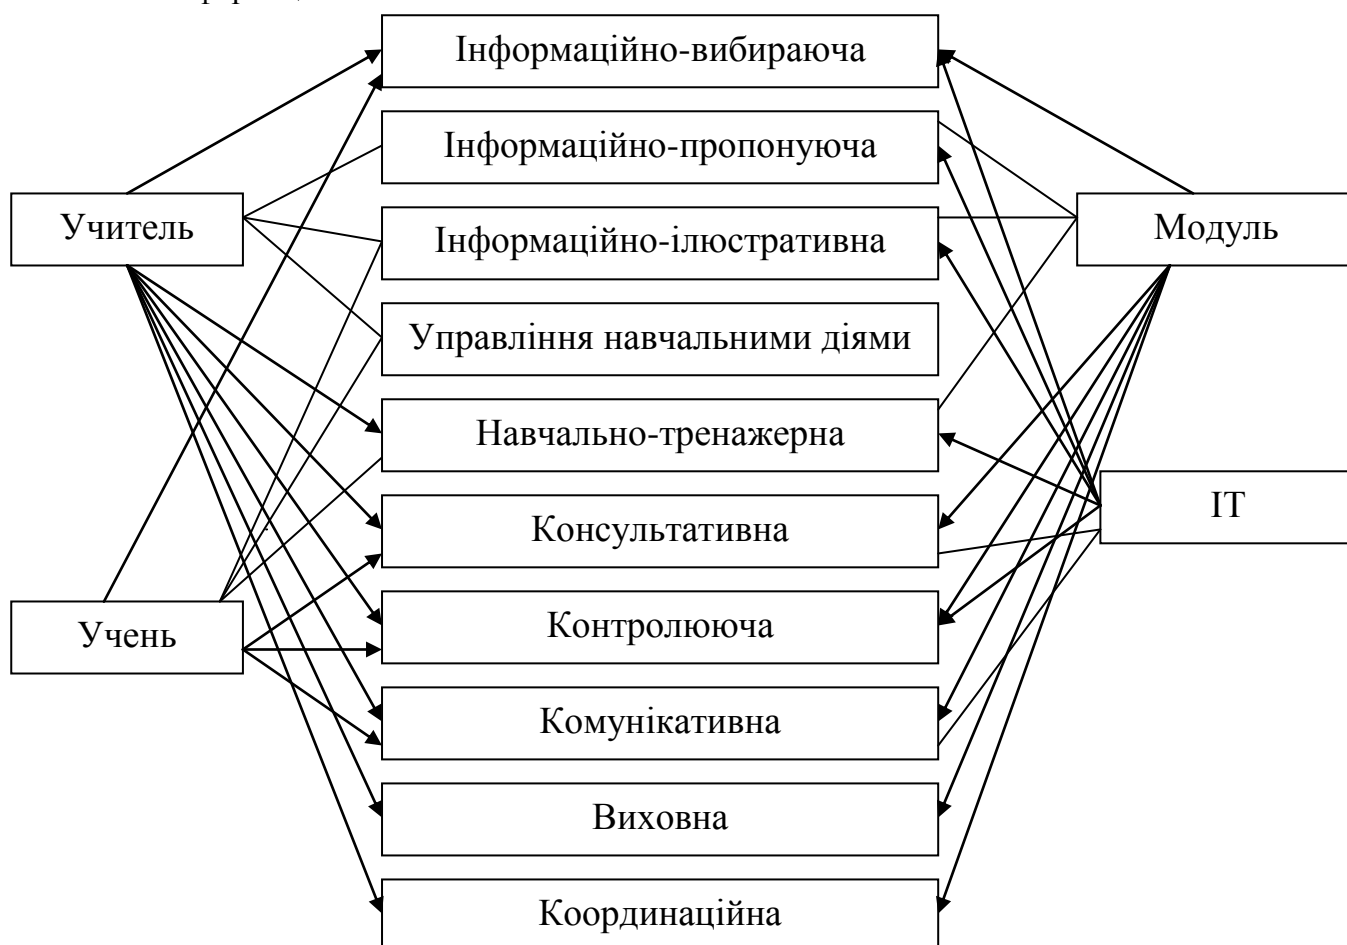 Інформаційно-вибираюча
Інформаційно-пропонуюча
Учитель
Інформаційно-ілюстративна
Модуль
Управління навчальними діями
Навчально-тренажерна
Консультативна
ІТ
Учень
Контролююча
Комунікативна
Виховна
Координаційна